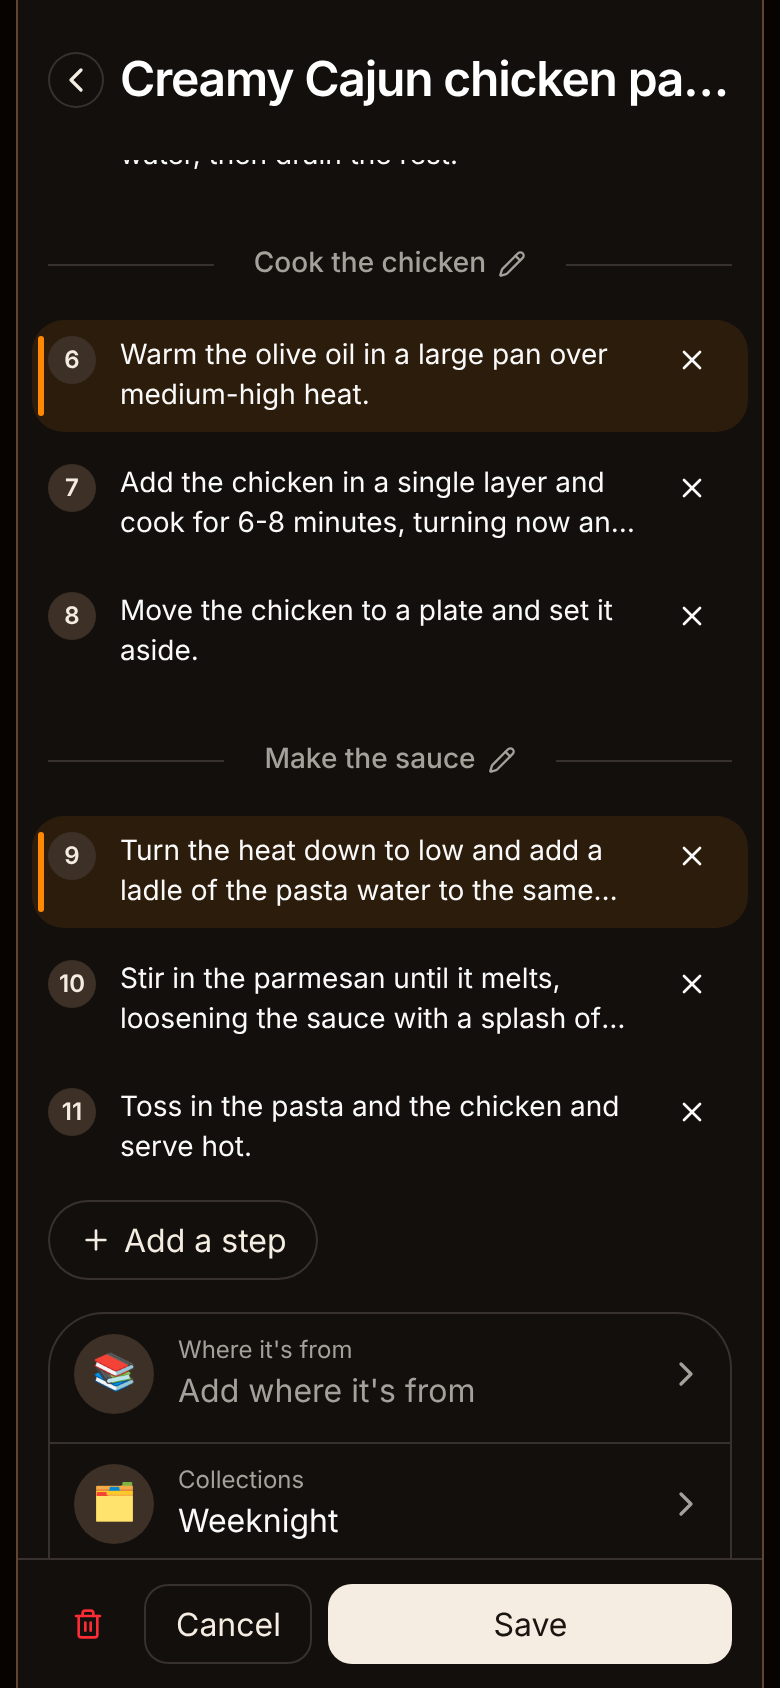 Creamy Cajun chicken pa...
water, then drain the rest.
Cook the chicken
6
Warm the olive oil in a large pan over
medium-high heat.
7
Add the chicken in a single layer and
cook for 6-8 minutes, turning now an...
8
Move the chicken to a plate and set it
aside.
Make the sauce
9
Turn the heat down to low and add a
ladle of the pasta water to the same...
10
Stir in the parmesan until it melts,
loosening the sauce with a splash of...
11
Toss in the pasta and the chicken and
serve hot.
Add a step
Where it's from
Add where it's from
Collections
Weeknight
Cancel
Save